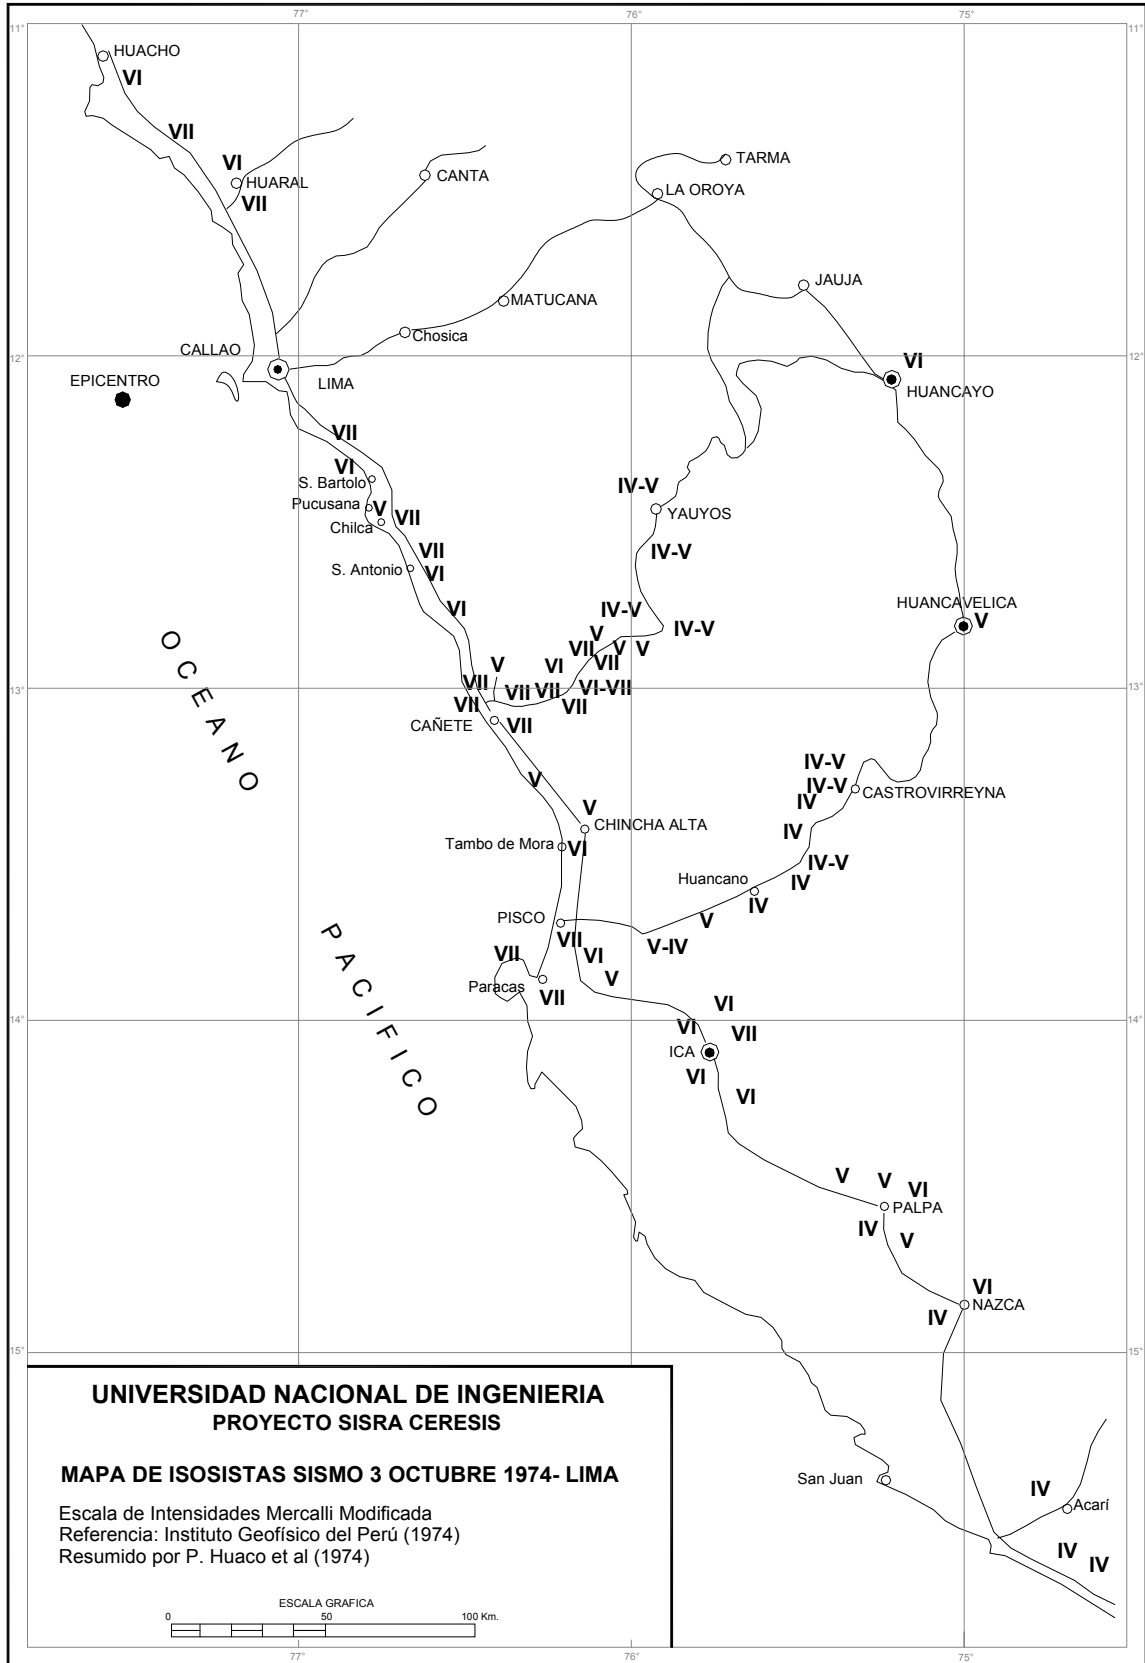 77°
76°
75°
11°
11°
HUACHO
VI
VII
VI
HUARAL
VII
CANTA
TARMA
LA OROYA
JAUJA
MATUCANA
Chosica
CALLAO
12°
12°
LIMA
EPICENTRO
VI
HUANCAYO
VII
VI
S. Bartolo
Pucusana
V
Chilca
VII
IV-V
YAUYOS
IV-V
VII
VI
S. Antonio
VI
IV-V
V
IV-V
VII
V
V
VI
VII
HUANCAVELICA
V
V
VII
VII
VII
VI-VII
VII
VII
13°
13°
CAÑETE
VII
OCEANO
PACIFICO
V
V
CHINCHA ALTA
Tambo de Mora
VI
IV-V
IV-V
IV
CASTROVIRREYNA
IV
IV-V
IV
Huancano
IV
PISCO
V
VII
VI
V-IV
VII
V
Paracas
VII
14°
14°
VI
VI
VII
ICA
VI
VI
V
V
VI
PALPA
IV
V
VI
NAZCA
IV
15°
15°
San Juan
IV
Acarí
IV
IV
UNIVERSIDAD NACIONAL DE INGENIERIA
PROYECTO SISRA CERESIS
MAPA DE ISOSISTAS SISMO 3 OCTUBRE 1974- LIMA
Escala de Intensidades Mercalli Modificada
Referencia: Instituto Geofísico del Perú (1974)
Resumido por P. Huaco et al (1974)
ESCALA GRAFICA
0 50 100 Km.
77°
76°
75°